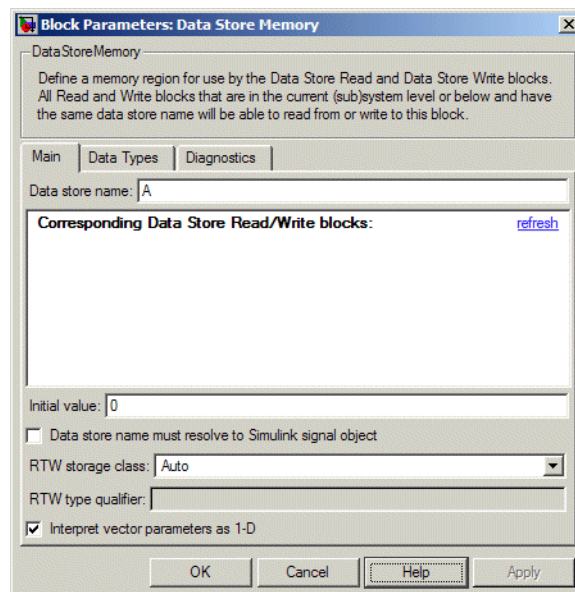 Block Parameters: Data Store Memory
DataStoreMemory
Define a memory region for use by the Data Store Read and Data Store Write blocks.
All Read and Write blocks that are in the current (sub)system level or below and have
the same data store name will be able to read from or write to this block.
Main Data Types Diagnostics
Data store name: A
Corresponding Data Store Read/Write blocks: refresh
Initial value: 0
Data store name must resolve to Simulink signal object
RTW storage class: Auto
RTW type qualifier:
Interpret vector parameters as 1-D
OK Cancel Help Apply